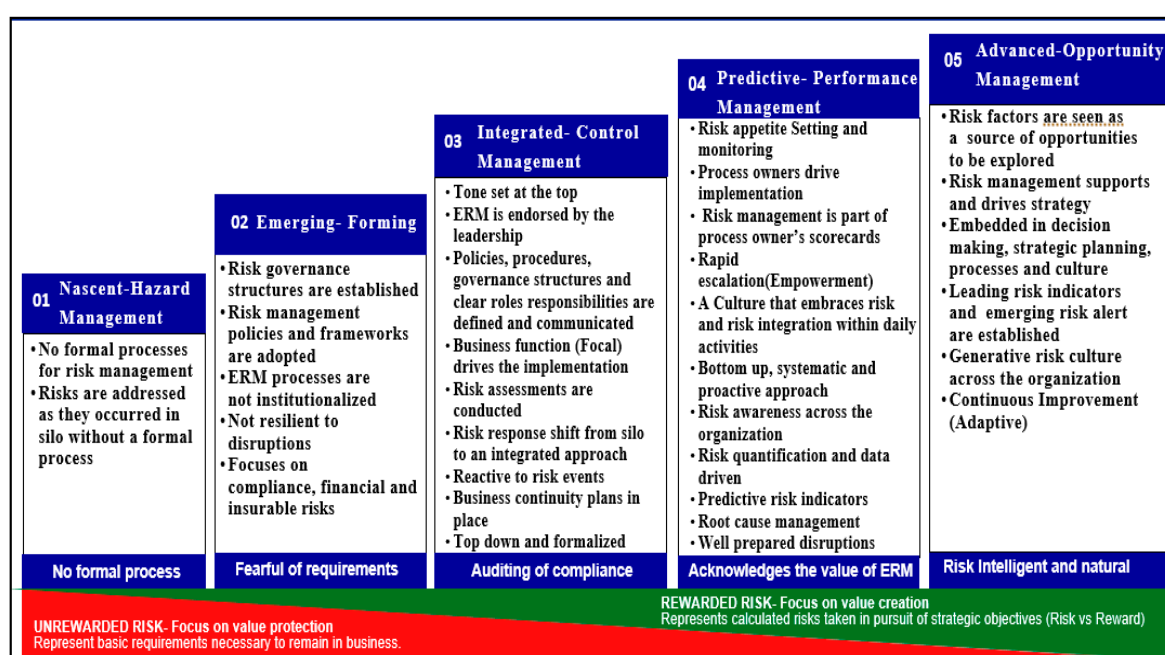 01
Nascent-Hazard
Management
• No formal processes
for risk management
• Risks are addressed
as they occurred in
silo without a formal
process
No formal process
02 Emerging- Forming
• Risk governance
structures are established
• Risk management
policies and frameworks
are adopted
• ERM processes are
not institutionalized
• Not resilient to
disruptions
• Focuses on
compliance, financial and
insurable risks
Fearful of requirements
03
Integrated- Control
Management
• Tone set at the top
• ERM is endorsed by the
leadership
• Policies, procedures,
governance structures and
clear roles responsibilities are
defined and communicated
• Business function (Focal)
drives the implementation
• Risk assessments are
conducted
• Risk response shift from silo
to an integrated approach
• Reactive to risk events
• Business continuity plans in
place
• Top down and formalized
Auditing of compliance
04
Predictive- Performance
Management
• Risk appetite Setting and
monitoring
• Process owners drive
implementation
• Risk management is part of
process owner's scorecards
• Rapid
escalation(Empowerment)
• A Culture that embraces risk
and risk integration within daily
activities
• Bottom up, systematic and
proactive approach
• Risk awareness across the
organization
• Risk quantification and data
driven
• Predictive risk indicators
• Root cause management
• Well prepared disruptions
Acknowledges the value of ERM
05
Advanced-Opportunity
Management
• Risk factors are seen as
a source of opportunities
to be explored
• Risk management supports
and drives strategy
• Embedded in decision
making, strategic planning,
processes and culture
• Leading risk indicators
and emerging risk alert
are established
• Generative risk culture
across the organization
• Continuous Improvement
(Adaptive)
Risk Intelligent and natural
REWARDED RISK- Focus on value creation
Represents calculated risks taken in pursuit of strategic objectives (Risk vs Reward)
UNREWARDED RISK- Focus on value protection
Represent basic requirements necessary to remain in business.